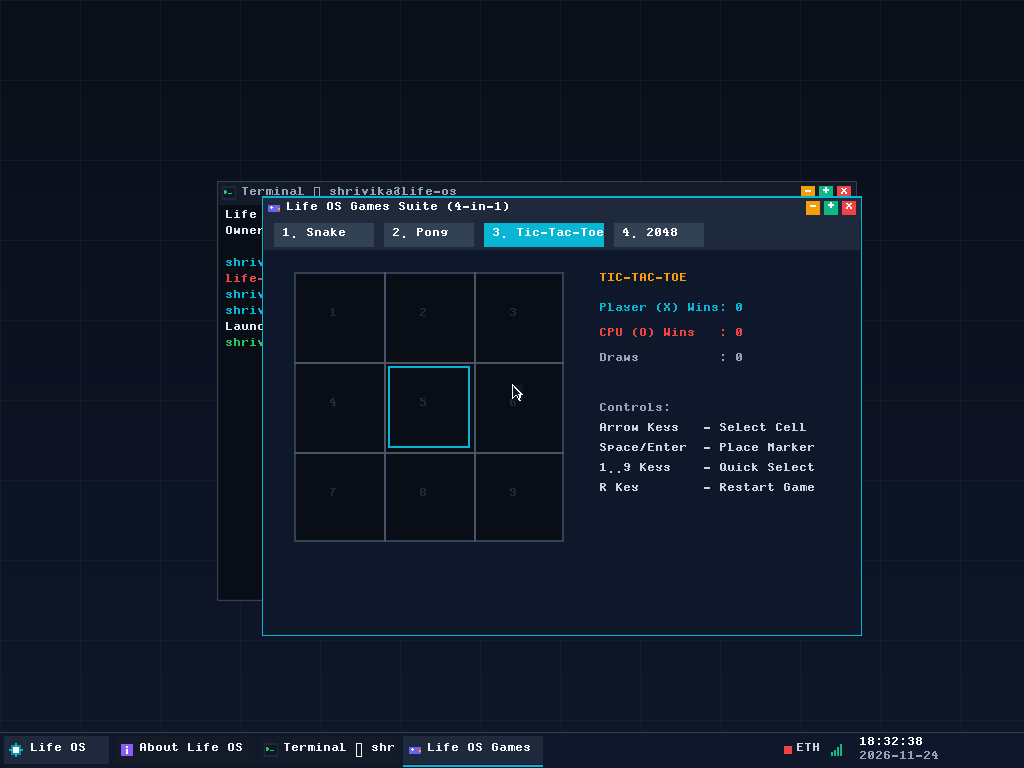 Terminal ▯ shrivika@life-os
Life OS Games Suite (4-in-1)
Life
Owner
shriv
life-
shriv
shriv
Launc
shriv
1. Snake
2. Pong
3. Tic-Tac-Toe
4. 2048
1 2 3
4 5 6
7 8 9
TIC-TAC-TOE
Player (X) Wins: 0
CPU (O) Wins : 0
Draws : 0
Controls:
Arrow Keys - Select Cell
Space/Enter - Place Marker
1..9 Keys - Quick Select
R Key - Restart Game
Life OS
About Life OS
Terminal ▯ shr
Life OS Games
ETH
18:32:38
2026-11-24